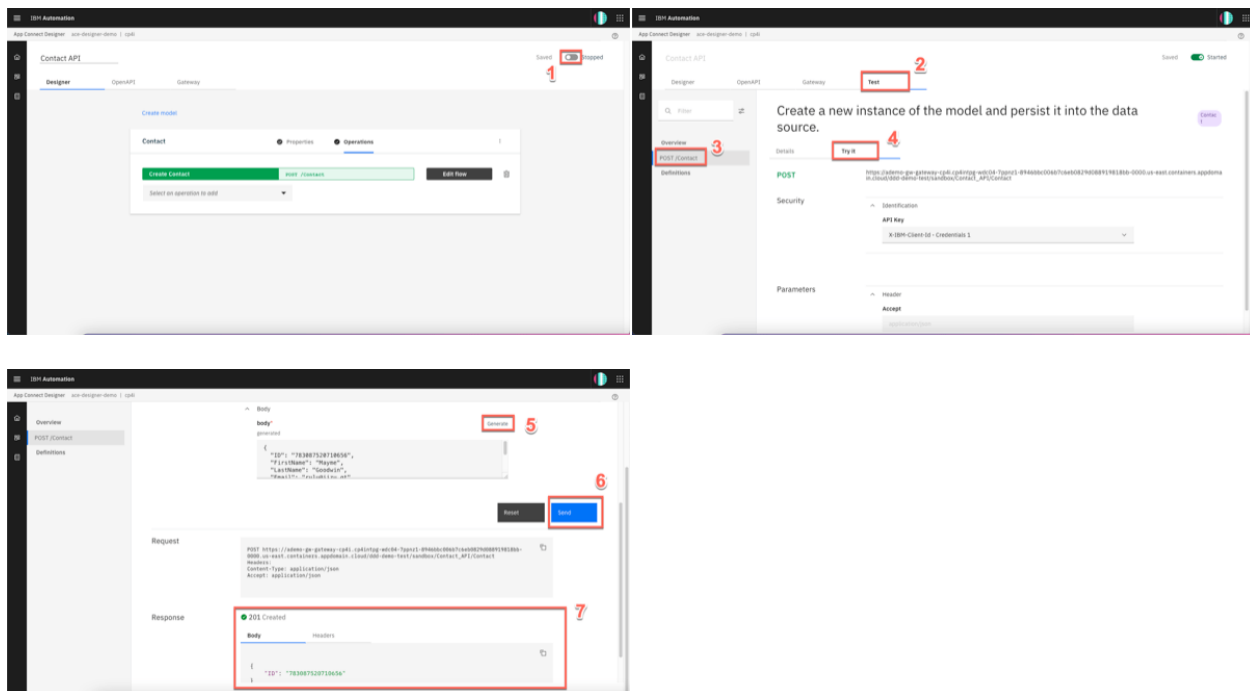 IBM Automation
App Connect Designer ace-designer-demo | cp4i
Contact API
Saved Stopped
1
Designer OpenAPI Gateway
Create model
Contact Properties Operations
Create Contact POST /Contact Edit flow
Select an operation to add
IBM Automation
App Connect Designer ace-designer-demo | cp4i
Contact API
Saved Started
2
Designer OpenAPI Gateway Test
Filter
Overview
POST /Contact
3
Definitions
Create a new instance of the model and persist it into the data
source.
Contac
t
4
Details Try it
POST
Security
Identification
API Key
X-IBM-Client-Id - Credentials 1
Parameters
Header
Accept
application/json
IBM Automation
App Connect Designer ace-designer-demo | cp4i
Overview
POST /Contact
Definitions
Body
body*
generated
Generate
5
{
"ID": "783087520710656",
"FirstName": "Mayme",
"LastName": "Goodwin",
6
Reset Send
Request
Headers:
Content-Type: application/json
Accept: application/json
Response
201 Created
7
Body Headers
{
"ID": "783087520710656"
}